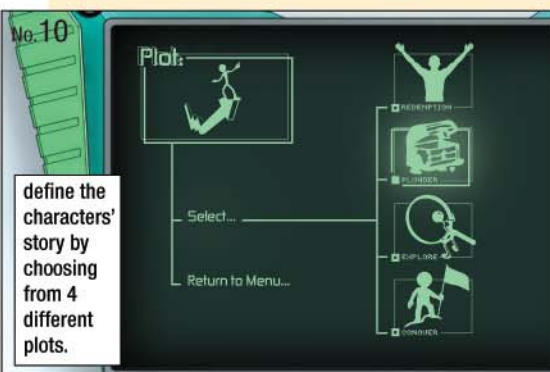 No.10
Plot:
REDEMPTION
PLUNDER
define the
characters'
story by
choosing
from 4
different
plots.
Select...
EXPLORE
Return to Menu...
CONQUER